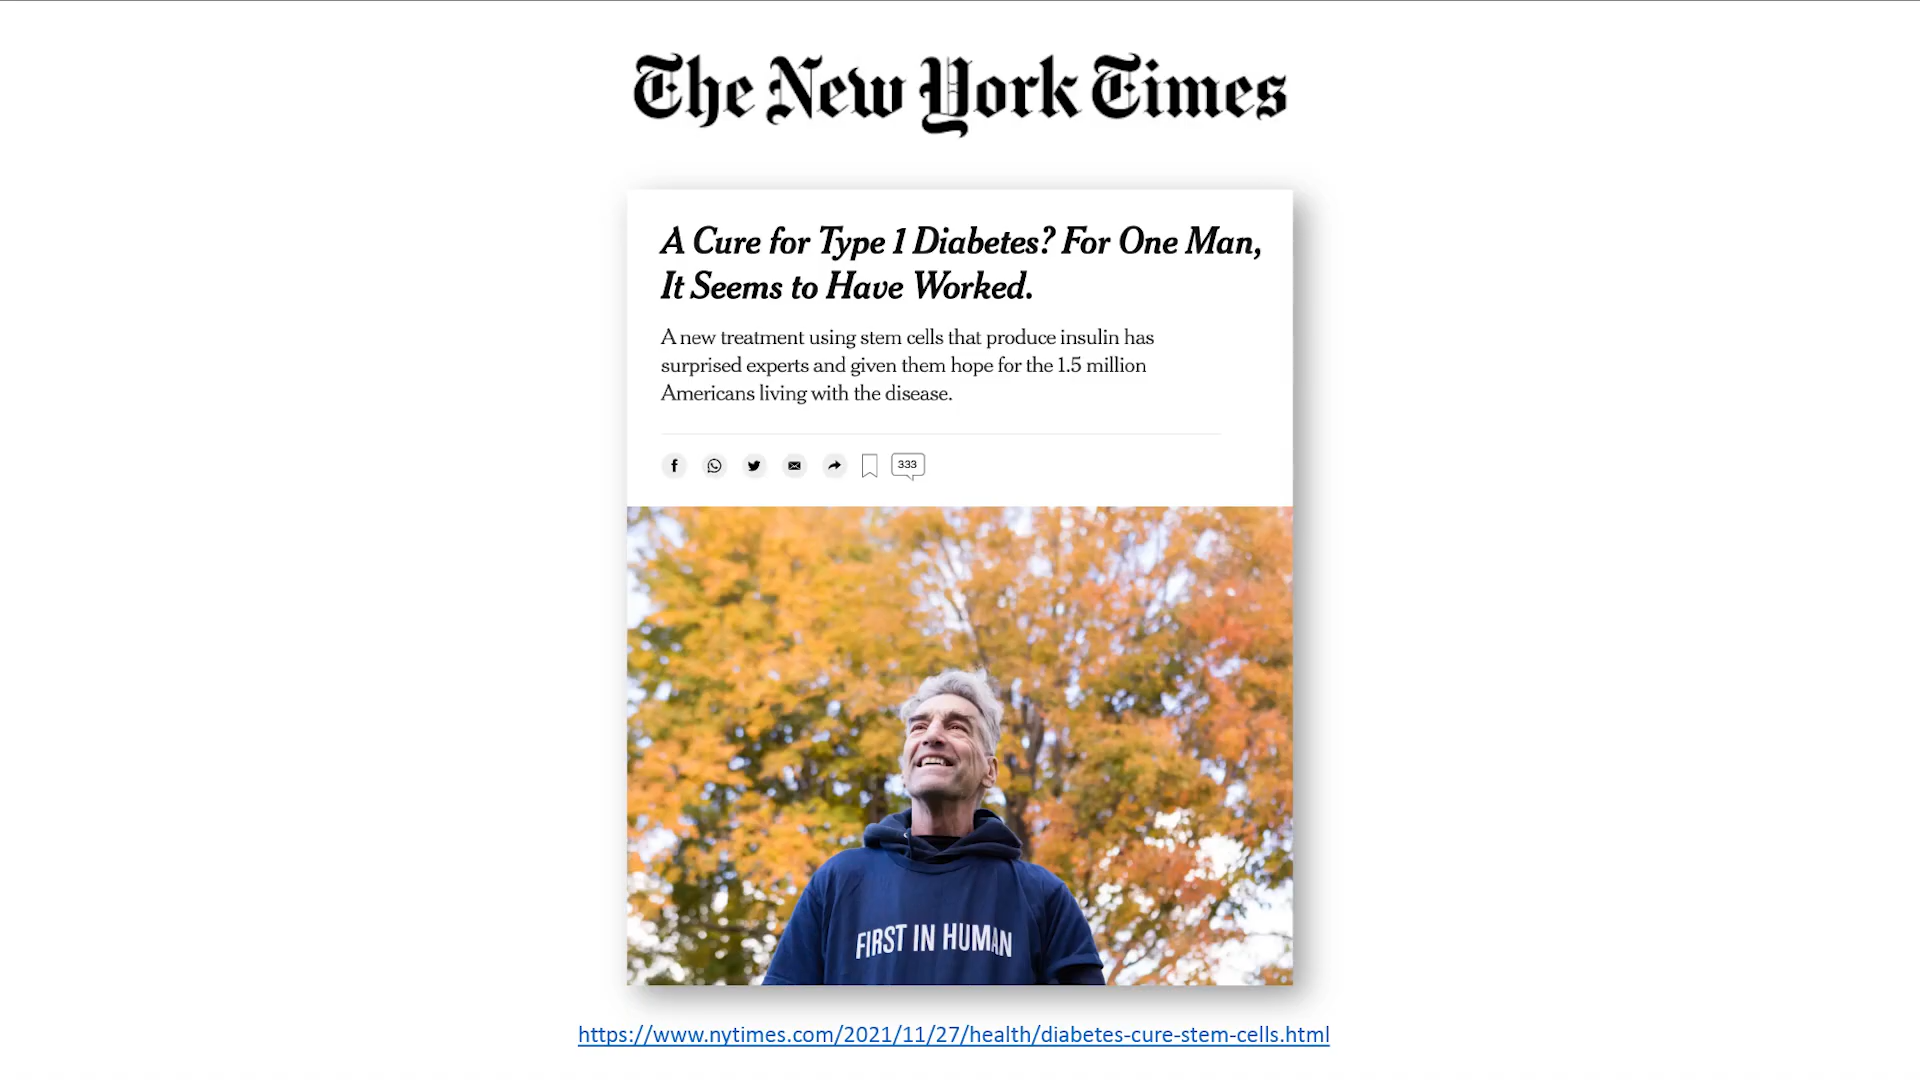 The New York Times
A Cure for Type 1 Diabetes? For One Man,
It Seems to Have Worked.
A new treatment using stem cells that produce insulin has
surprised experts and given them hope for the 1.5 million
Americans living with the disease.
333
FIRST IN HUMAN
https://www.nytimes.com/2021/11/27/health/diabetes-cure-stem-cells.html